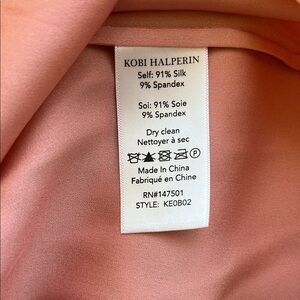 KOBI HALPERIN
Self: 91% Silk
9% Spandex
Soi: 91% Soie
9% Spandex
Dry clean
Nettoyer à sec
Made In China
Fabriqué en Chine
RN#147501
STYLE: KE0B02